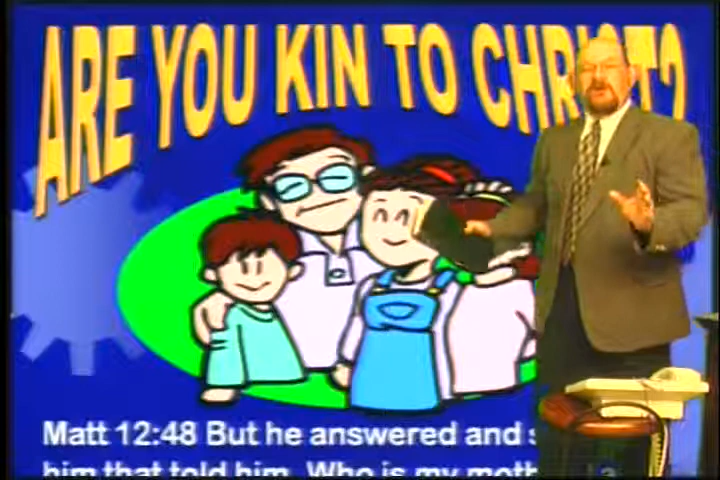 ARE YOU KIN TO CHRIST?
Matt 12:48 But he answered and s
him that told him, Who is my moth